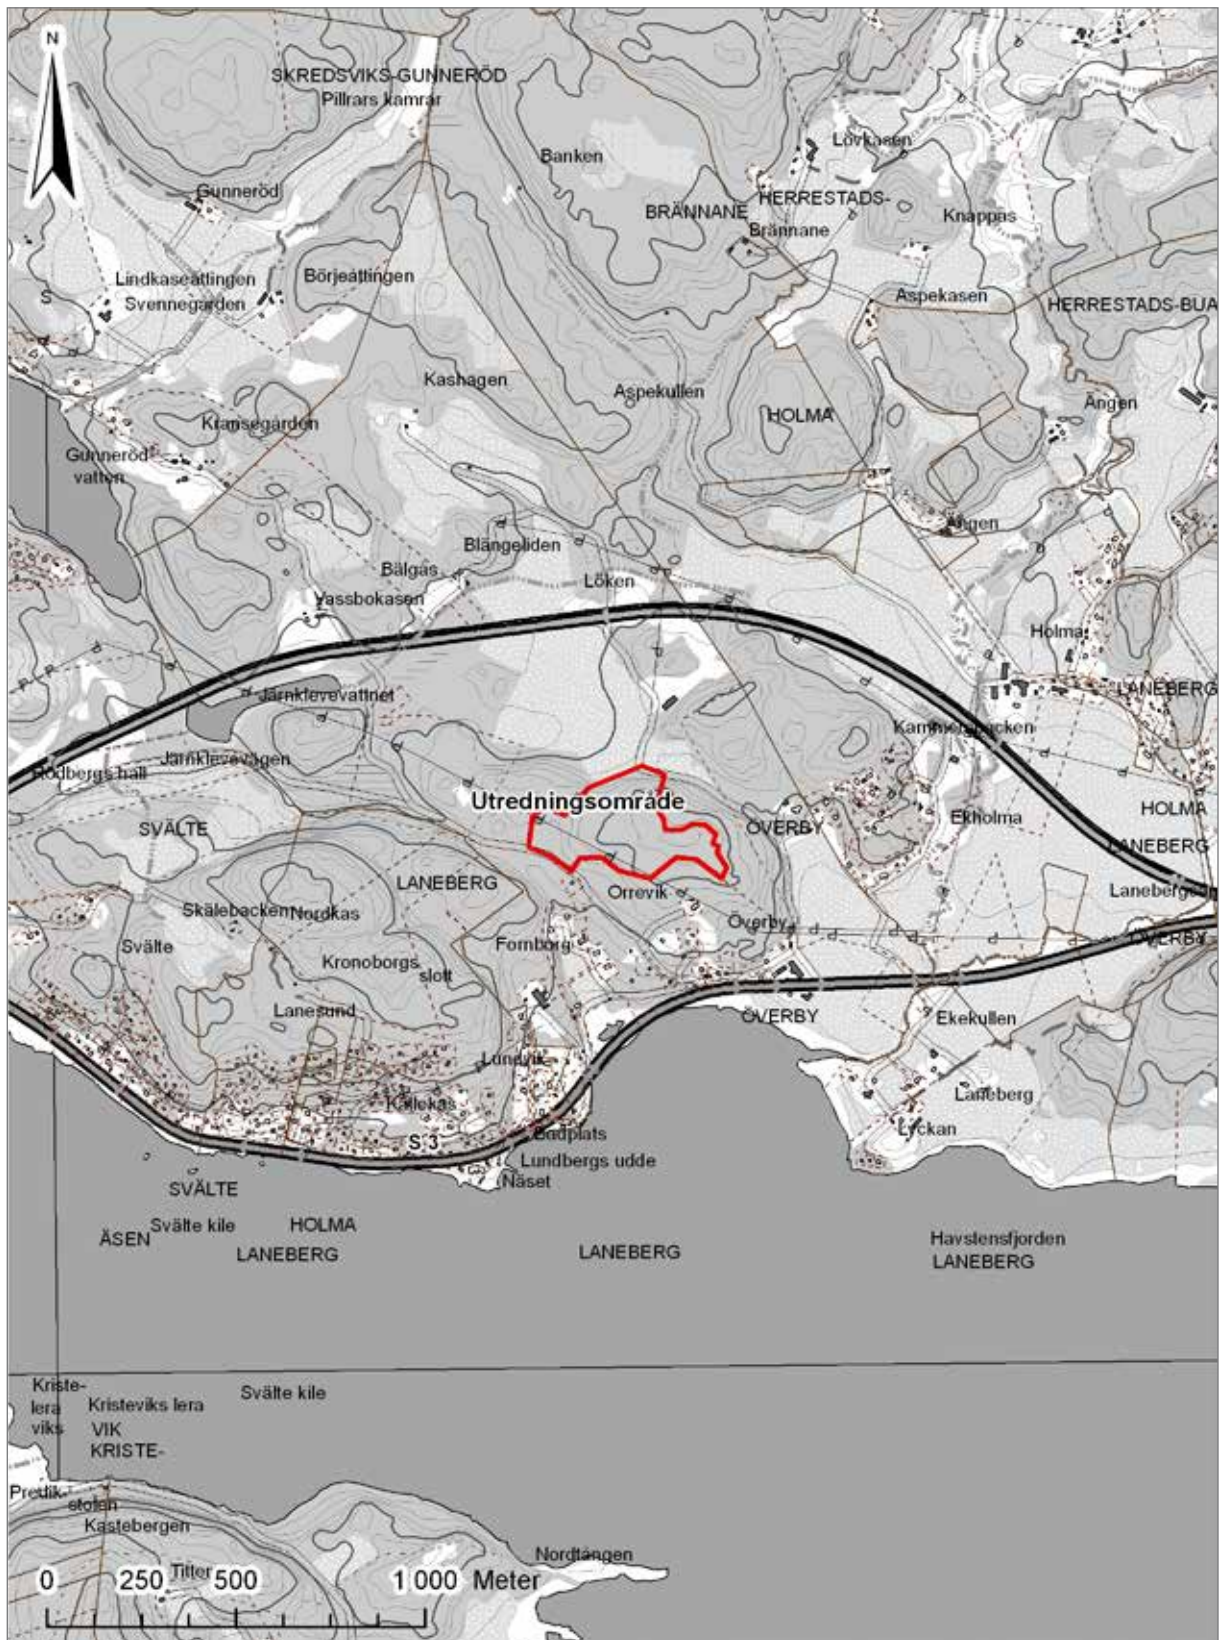 N
SKREDSVIKS-GUNNERÖD
Pillrars kamrar
Lövkasen
Banken
Gunneröd
HERRESTADS-
BRÄNNANE
Knappas
Brännane
Lindkaseättingen
Börjeättingen
Svennegården
S
Aspekasen
HERRESTADS-BUA
Kashagen
Aspekullen
Ängen
HOLMA
Kransegården
Gunneröd
vatten
Ängen
Blängeliden
Bälgas
Löken
Vassbokasen
Holma
LANEBERG
Järnklevevattnet
Kammersbacken
Järnklevevägen
Rödbergs hall
Utredningsområde
HOLMA
SVÄLTE
ÖVERBY
Ekholma
LANEBERG
LANEBERG
Orrevik
Skälebacken
Nordkas
Överby
Svälte
Fornborg
ÖVERBY
Kronoborgs
slott
Lanesund
ÖVERBY
Ekekullen
Lundvik
Laneberg
Kallekas
Lyckan
Badplats
S 3
Lundbergs udde
Näset
SVÄLTE
Svälte kile
HOLMA
ÅSEN
LANEBERG
LANEBERG
Havstensfjorden
LANEBERG
Kriste-
lera
viks
Kristeviks lera
Svälte kile
VIK
KRISTE-
Predik-
stolen
Kastebergen
Nordtången
Titter
0 250 500 1 000 Meter